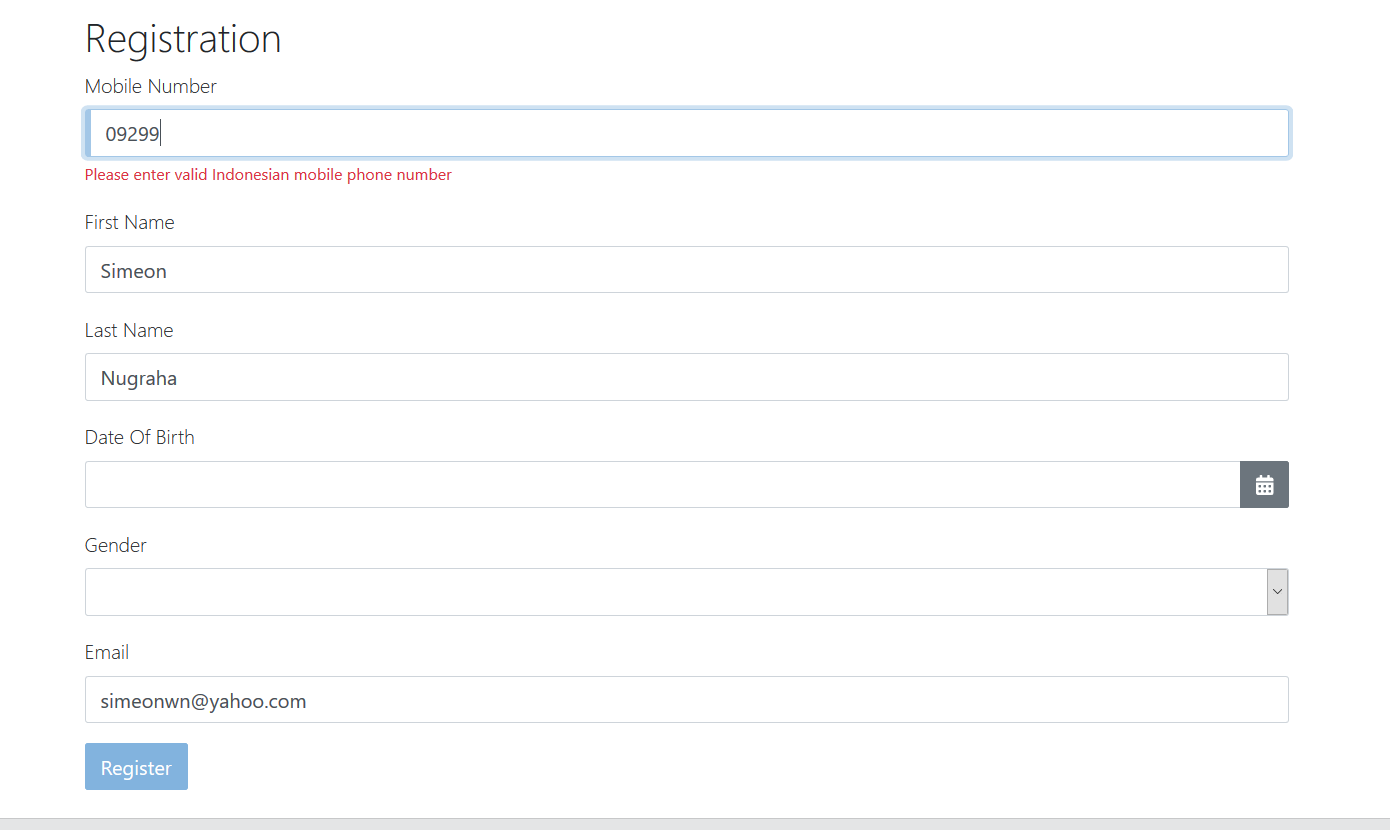 Registration
Mobile Number
09299
Please enter valid Indonesian mobile phone number
First Name
Simeon
Last Name
Nugraha
Date Of Birth
Gender
Email
simeonwn@yahoo.com
Register